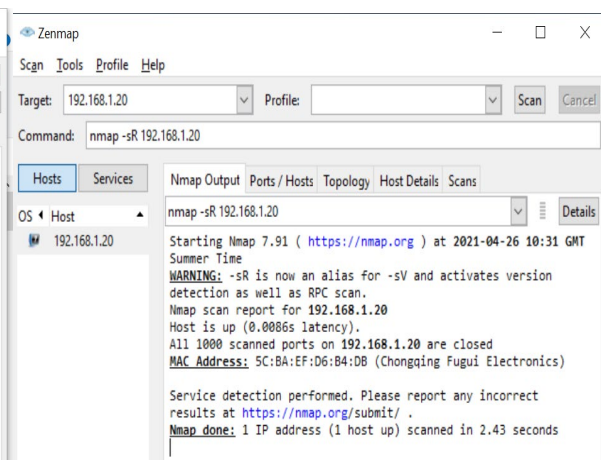 Zenmap
Scan Tools Profile Help
Target: 192.168.1.20 Profile: Scan Cancel
Command: nmap -sR 192.168.1.20
Hosts Services Nmap Output Ports / Hosts Topology Host Details Scans
OS Host nmap -sR 192.168.1.20 Details
192.168.1.20
Starting Nmap 7.91 ( https://nmap.org ) at 2021-04-26 10:31 GMT
Summer Time
WARNING: -sR is now an alias for -sV and activates version
detection as well as RPC scan.
Nmap scan report for 192.168.1.20
Host is up (0.0086s latency).
All 1000 scanned ports on 192.168.1.20 are closed
MAC Address: 5C:BA:EF:D6:B4:DB (Chongqing Fugui Electronics)
Service detection performed. Please report any incorrect
results at https://nmap.org/submit/ .
Nmap done: 1 IP address (1 host up) scanned in 2.43 seconds